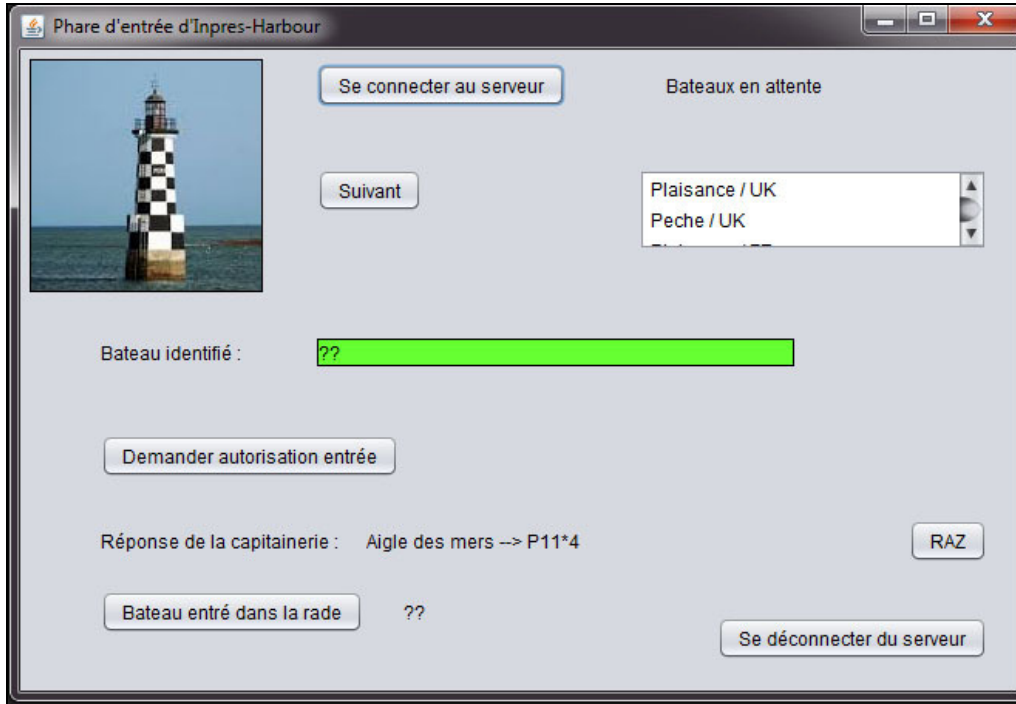 Phare d'entrée d'Inpres-Harbour
Se connecter au serveur
Bateaux en attente
Suivant
Plaisance / UK
Peche / UK
Bateau identifié :
??
Demander autorisation entrée
Réponse de la capitainerie :
Aigle des mers --> P11*4
RAZ
Bateau entré dans la rade
??
Se déconnecter du serveur